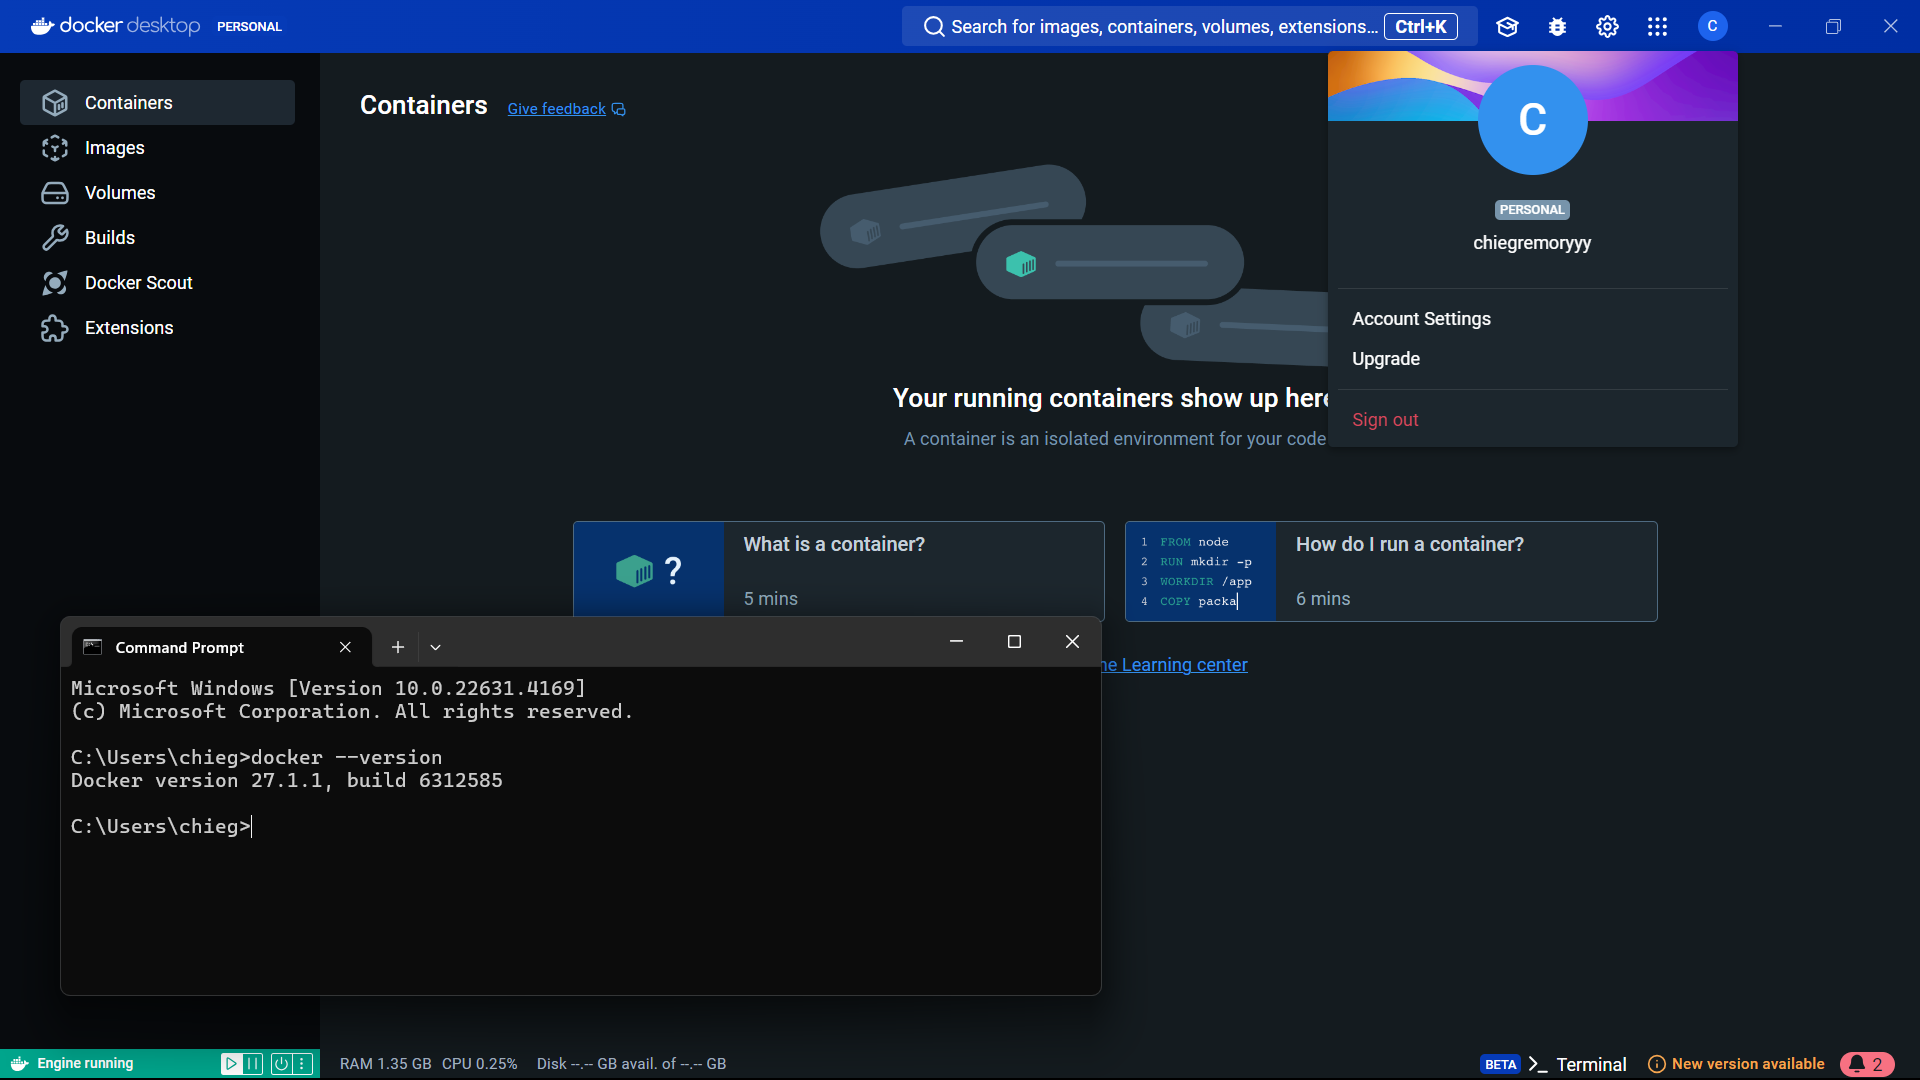 docker desktop PERSONAL
Search for images, containers, volumes, extensions... Ctrl+K
C
Containers
Images
Volumes
Builds
Docker Scout
Extensions
Containers Give feedback
C
PERSONAL
chiegremoryyy
Account Settings
Upgrade
Sign out
Your running containers show up here
A container is an isolated environment for your code
?
What is a container?
5 mins
1 FROM node
2 RUN mkdir -p
3 WORKDIR /app
4 COPY packa
How do I run a container?
6 mins
Learning center
Command Prompt
Microsoft Windows [Version 10.0.22631.4169]
(c) Microsoft Corporation. All rights reserved.
C:\Users\chieg>docker --version
Docker version 27.1.1, build 6312585
C:\Users\chieg>
Engine running
RAM 1.35 GB CPU 0.25% Disk --.-- GB avail. of --.-- GB
BETA Terminal New version available 2